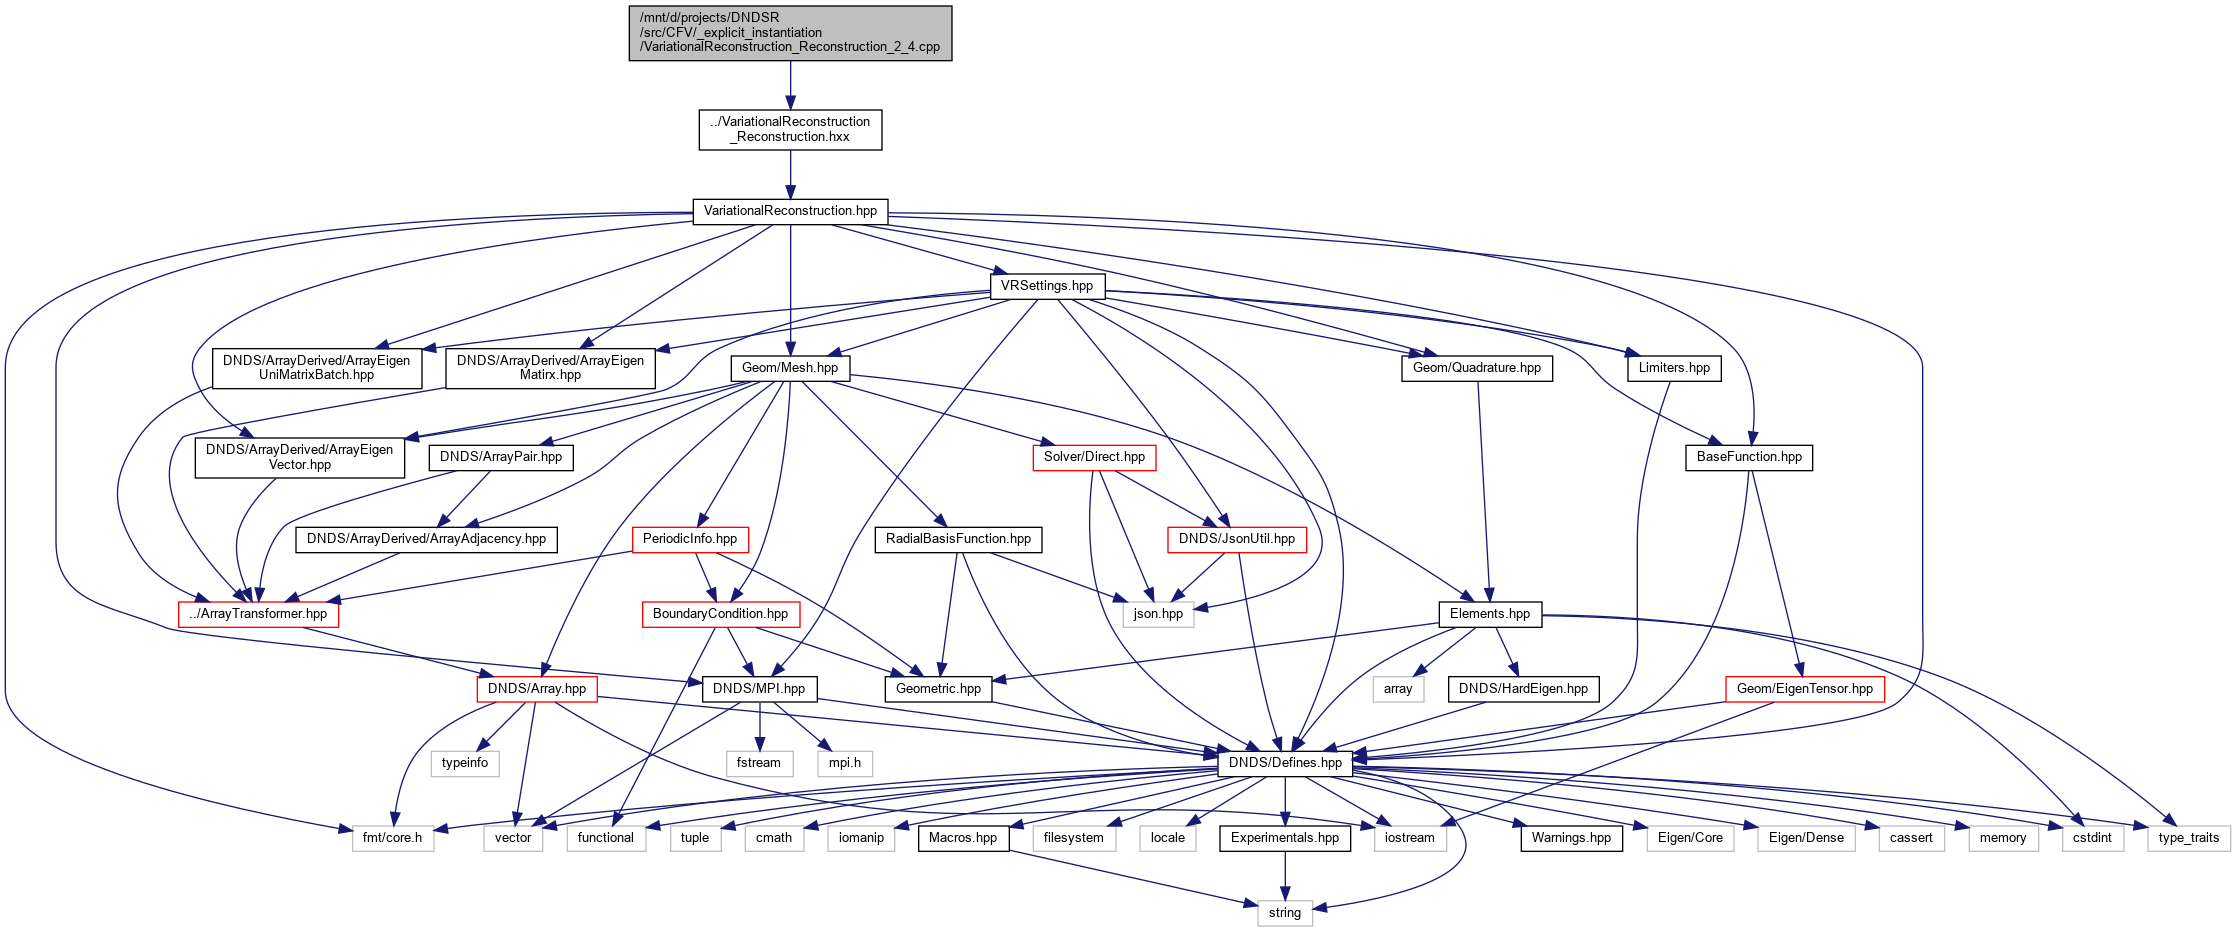 /mnt/d/projects/DNDSR
/src/CFV/_explicit_instantiation
/VariationalReconstruction_Reconstruction_2_4.cpp
../VariationalReconstruction
_Reconstruction.hxx
VariationalReconstruction.hpp
VRSettings.hpp
DNDS/ArrayDerived/ArrayEigen
UniMatrixBatch.hpp
DNDS/ArrayDerived/ArrayEigen
Matirx.hpp
Geom/Mesh.hpp
Geom/Quadrature.hpp
Limiters.hpp
DNDS/ArrayDerived/ArrayEigen
Vector.hpp
DNDS/ArrayPair.hpp
Solver/Direct.hpp
BaseFunction.hpp
DNDS/ArrayDerived/ArrayAdjacency.hpp
PeriodicInfo.hpp
RadialBasisFunction.hpp
DNDS/JsonUtil.hpp
../ArrayTransformer.hpp
BoundaryCondition.hpp
json.hpp
Elements.hpp
DNDS/Array.hpp
DNDS/MPI.hpp
Geometric.hpp
array
DNDS/HardEigen.hpp
Geom/EigenTensor.hpp
typeinfo
fstream
mpi.h
DNDS/Defines.hpp
fmt/core.h
vector
functional
tuple
cmath
iomanip
Macros.hpp
filesystem
locale
Experimentals.hpp
iostream
Warnings.hpp
Eigen/Core
Eigen/Dense
cassert
memory
cstdint
type_traits
string